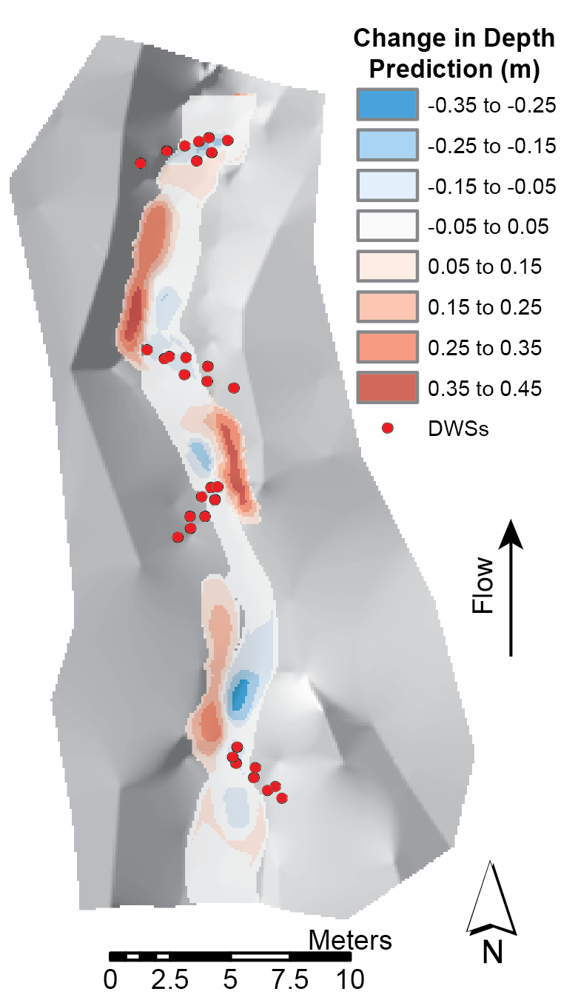 Change in Depth
Prediction (m)
-0.35 to -0.25
-0.25 to -0.15
-0.15 to -0.05
-0.05 to 0.05
0.05 to 0.15
0.15 to 0.25
0.25 to 0.35
0.35 to 0.45
DWSs
Flow
N
Meters
0 2.5 5 7.5 10